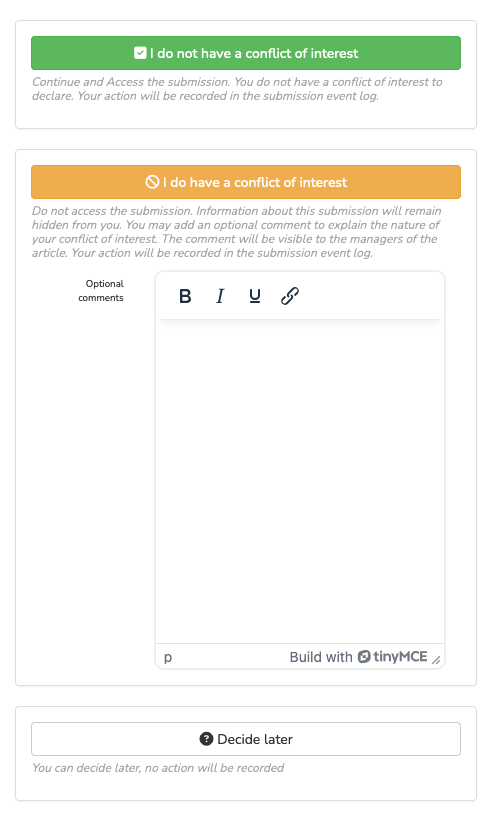 I do not have a conflict of interest
Continue and Access the submission. You do not have a conflict of interest to
declare. Your action will be recorded in the submission event log.
I do have a conflict of interest
Do not access the submission. Information about this submission will remain
hidden from you. You may add an optional comment to explain the nature of
your conflict of interest. The comment will be visible to the managers of the
article. Your action will be recorded in the submission event log.
Optional
comments
B I U
p Build with tinyMCE
Decide later
You can decide later, no action will be recorded